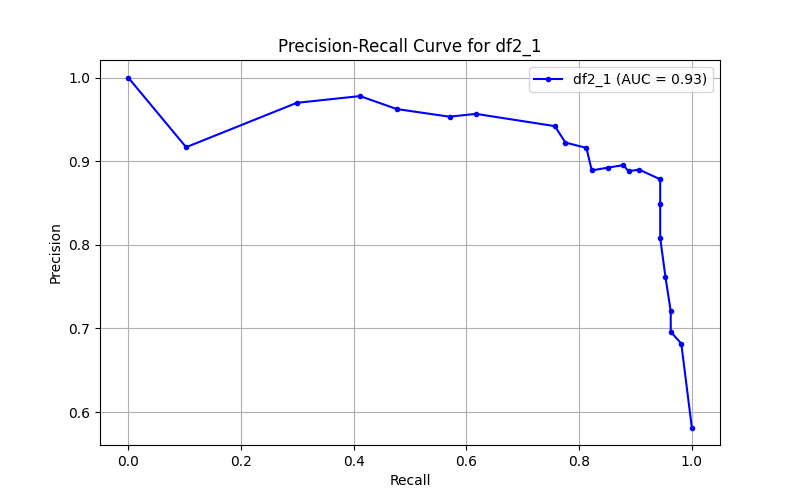 Precision-Recall Curve for df2_1
df2_1 (AUC = 0.93)
1.0
0.9
0.8
0.7
0.6
Precision
0.0 0.2 0.4 0.6 0.8 1.0
Recall